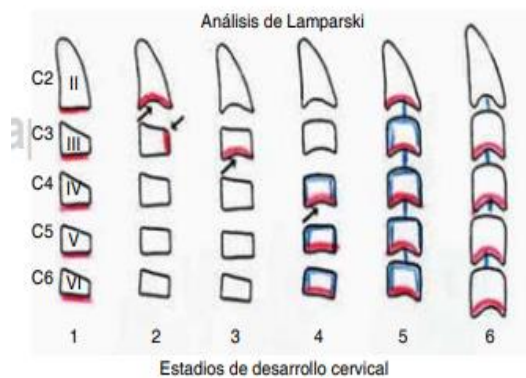 Análisis de Lamparski
C2 II
C3 III
C4 IV
C5 V
C6 VI
1 2 3 4 5 6
Estadios de desarrollo cervical